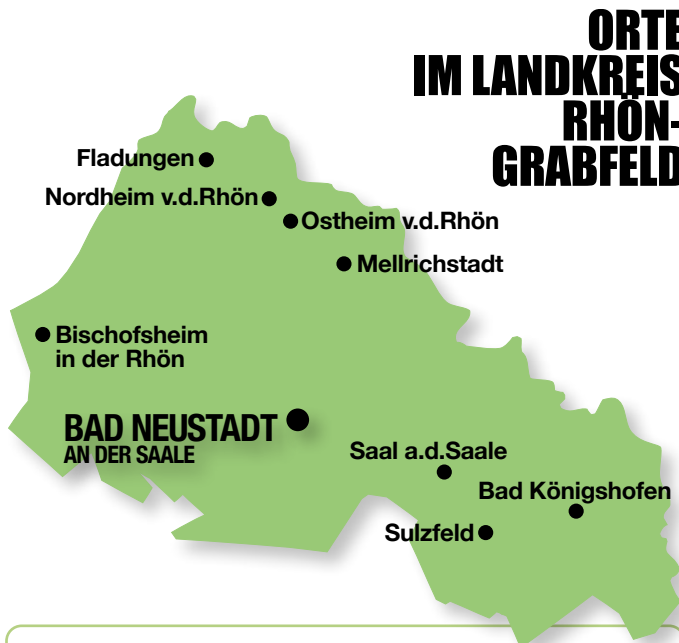 ORTE
IM LANDKREIS
RHÖN-
GRABFELD
Fladungen
Nordheim v.d.Rhön
Ostheim v.d.Rhön
Mellrichstadt
Bischofsheim
in der Rhön
BAD NEUSTADT
AN DER SAALE
Saal a.d.Saale
Bad Königshofen
Sulzfeld